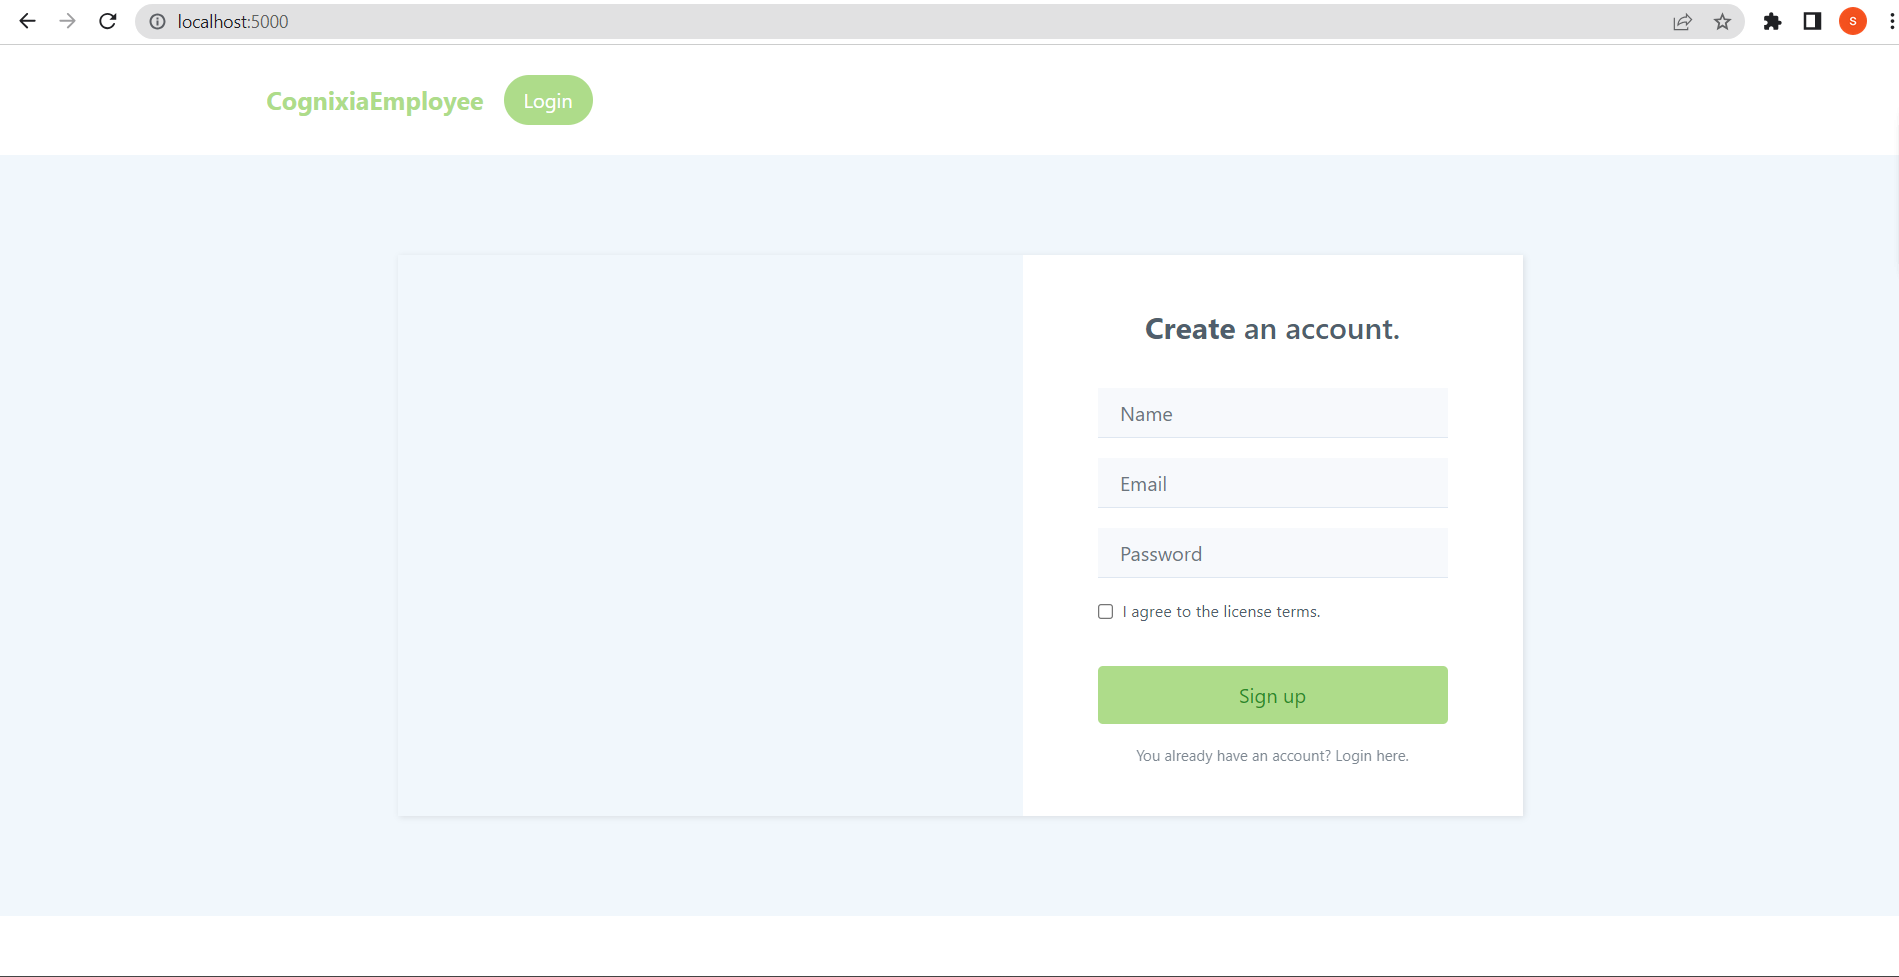 localhost:5000
S
CognixiaEmployee
Login
Create an account.
Name
Email
Password
I agree to the license terms.
Sign up
You already have an account? Login here.